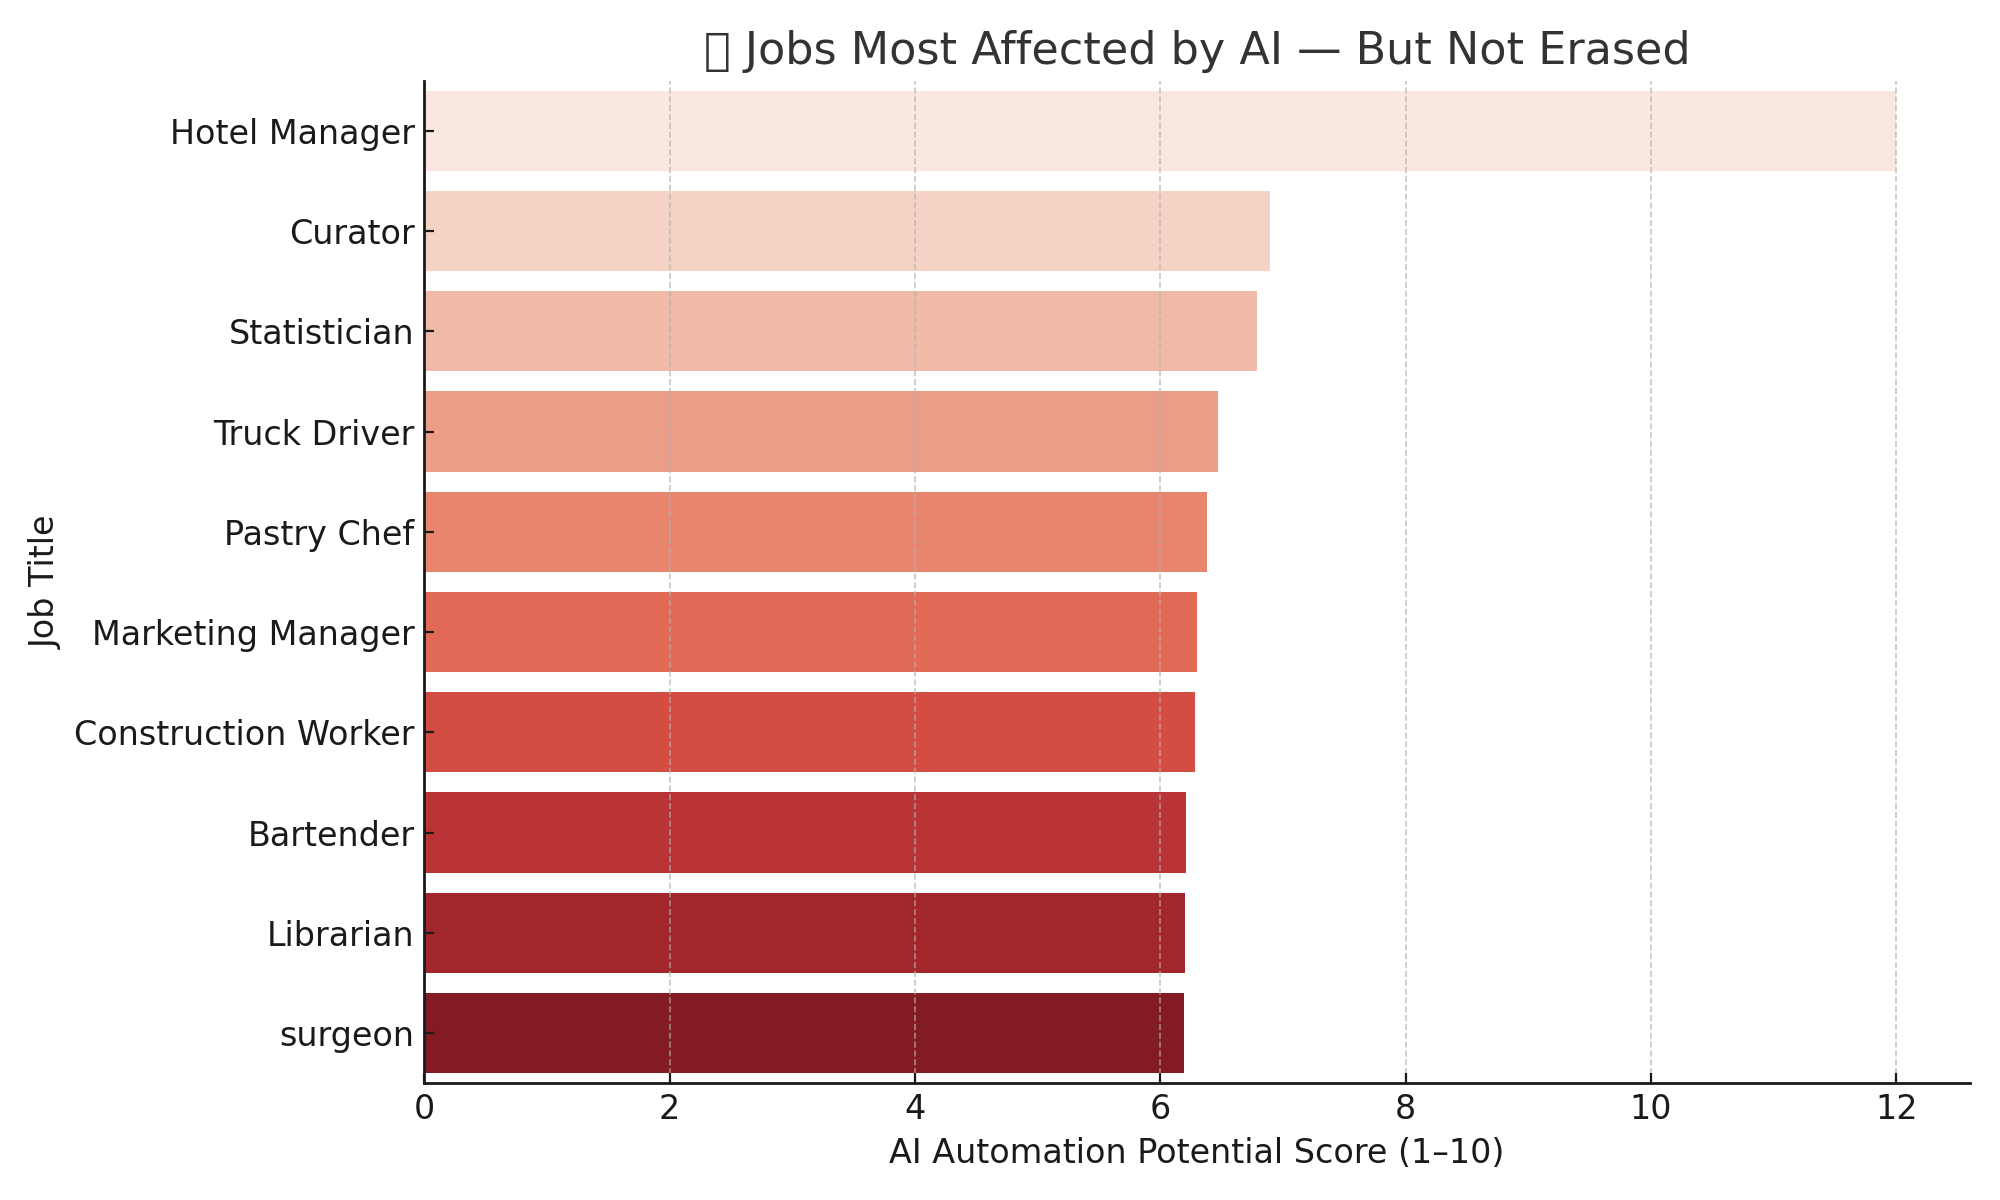 Jobs Most Affected by AI — But Not Erased
Hotel Manager
Curator
Statistician
Truck Driver
Pastry Chef
Marketing Manager
Construction Worker
Bartender
Librarian
surgeon
Job Title
0 2 4 6 8 10 12
AI Automation Potential Score (1–10)